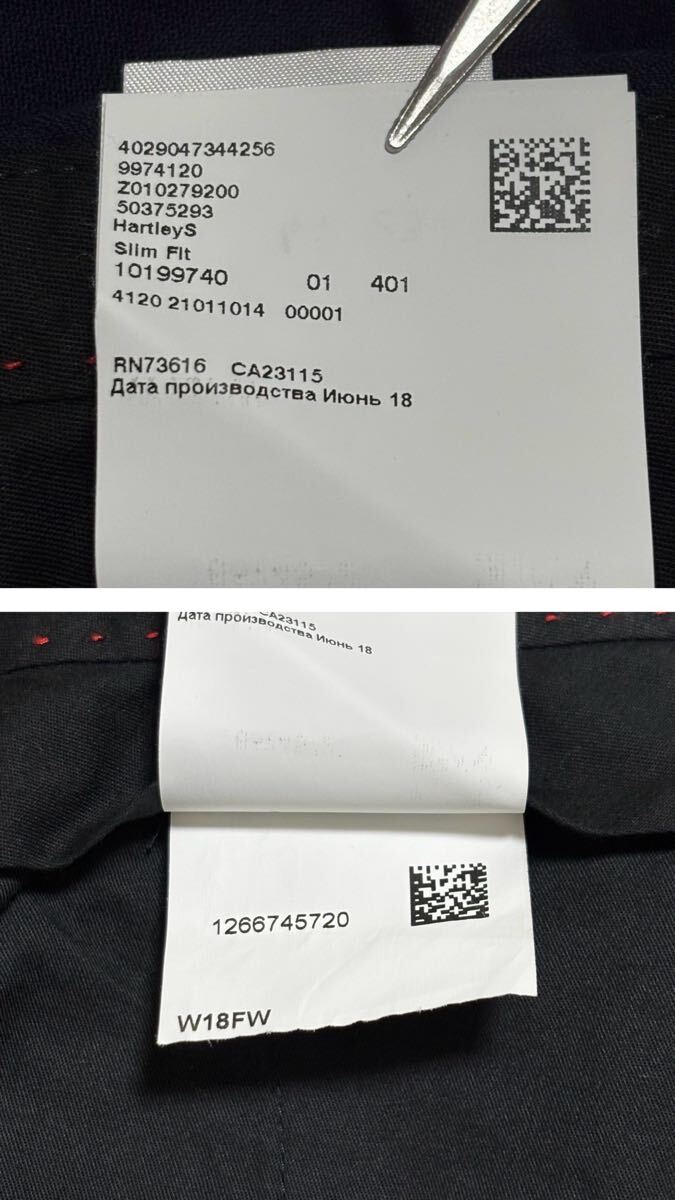 4029047344256
9974120
Z010279200
50375293
HartleyS
Slim Fit
10199740 01 401
4120 21011014 00001
RN73616 CA23115
Дата производства Июнь 18
CA23115
Дата производства Июнь 18
1266745720
W18FW